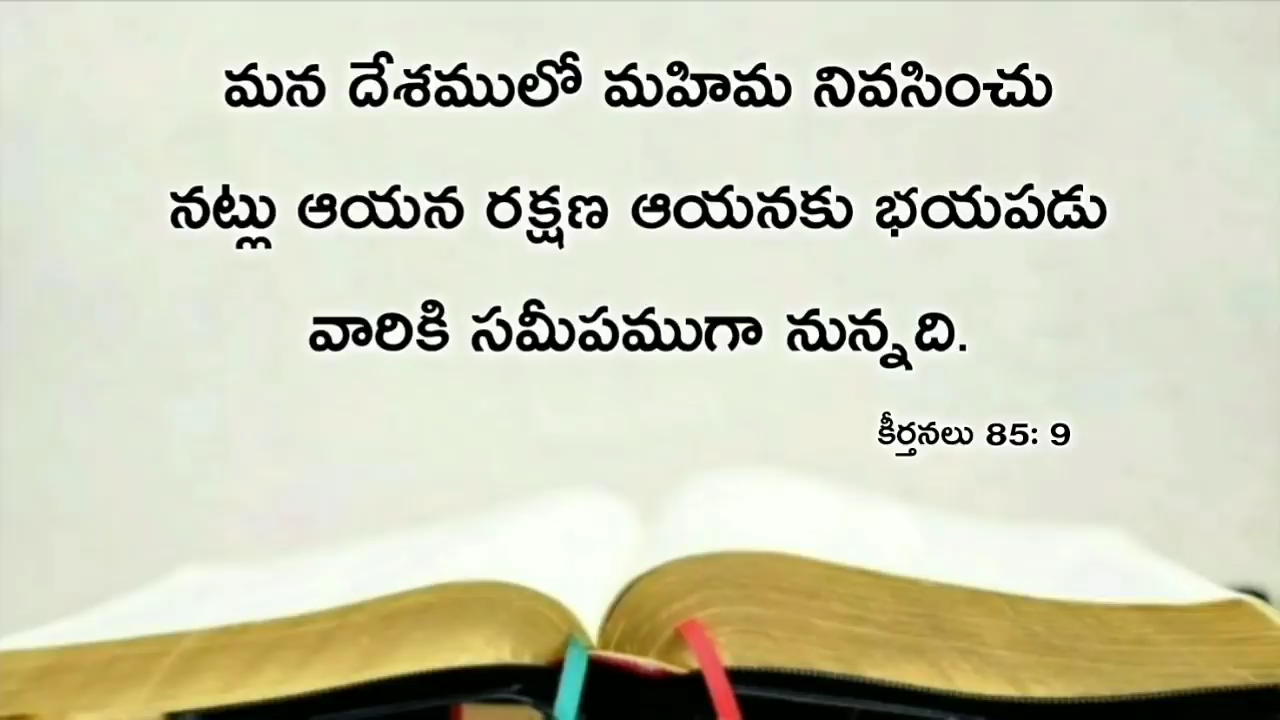 మన దేశములో మహిమ నివసించు
నట్లు ఆయన రక్షణ ఆయనకు భయపడు
వారికి సమీపముగా నున్నది.
కీర్తనలు 85: 9